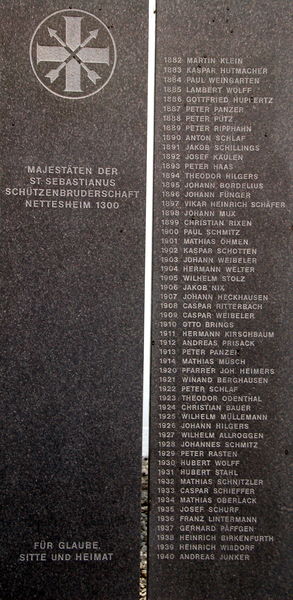 MAJESTÄTEN DER
ST. SEBASTIANUS
SCHÜTZENBRUDERSCHAFT
NETTESHEIM 1300
FÜR GLAUBE,
SITTE UND HEIMAT
1882 MARTIN KLEIN
1883 KASPAR HUTMACHER
1884 PAUL WEINGARTEN
1885 LAMBERT WOLFF
1886 GOTTFRIED HUPLERTZ
1887 PETER PANZER
1888 PETER PÜTZ
1889 PETER RIPPHAHN
1890 ANTON SCHLAF
1891 JAKOB SCHILLINGS
1892 JOSEF KAULEN
1893 PETER HAAS
1894 THEODOR HILGERS
1895 JOHANN BORDELIUS
1896 JOHANN FÜNGER
1897 VIKAR HEINRICH SCHÄFER
1898 JOHANN MUX
1899 CHRISTIAN RIXEN
1900 PAUL SCHMITZ
1901 MATHIAS ÖHMEN
1902 KASPAR SCHOTTEN
1903 JOHANN WEIBELER
1904 HERMANN WELTER
1905 WILHELM STOLZ
1906 JAKOB NIX
1907 JOHANN HECKHAUSEN
1908 CASPAR RITTERBACH
1909 CASPAR WEIBELER
1910 OTTO BRINGS
1911 HERMANN KIRSCHBAUM
1912 ANDREAS PRISACK
1913 PETER PANZER
1914 MATHIAS MÜSCH
1920 PFARRER JOH. HEIMERS
1921 WINAND BERGHAUSEN
1922 PETER SCHLAF
1923 THEODOR ODENTHAL
1924 CHRISTIAN BAUER
1925 WILHELM MÜLLEMANN
1926 JOHANN HILGERS
1927 WILHELM ALLROGGEN
1928 JOHANNES SCHMITZ
1929 PETER RASTEN
1930 HUBERT WOLFF
1931 HUBERT STAHL
1932 MATHIAS SCHNITZLER
1933 CASPAR SCHIEFFER
1934 MATHIAS OBERLACK
1935 JOSEF SCHURF
1936 FRANZ LINTERMANN
1937 GERHARD PÄFFGEN
1938 HEINRICH BIRKENFURTH
1939 HEINRICH WIßDORF
1940 ANDREAS JUNKER